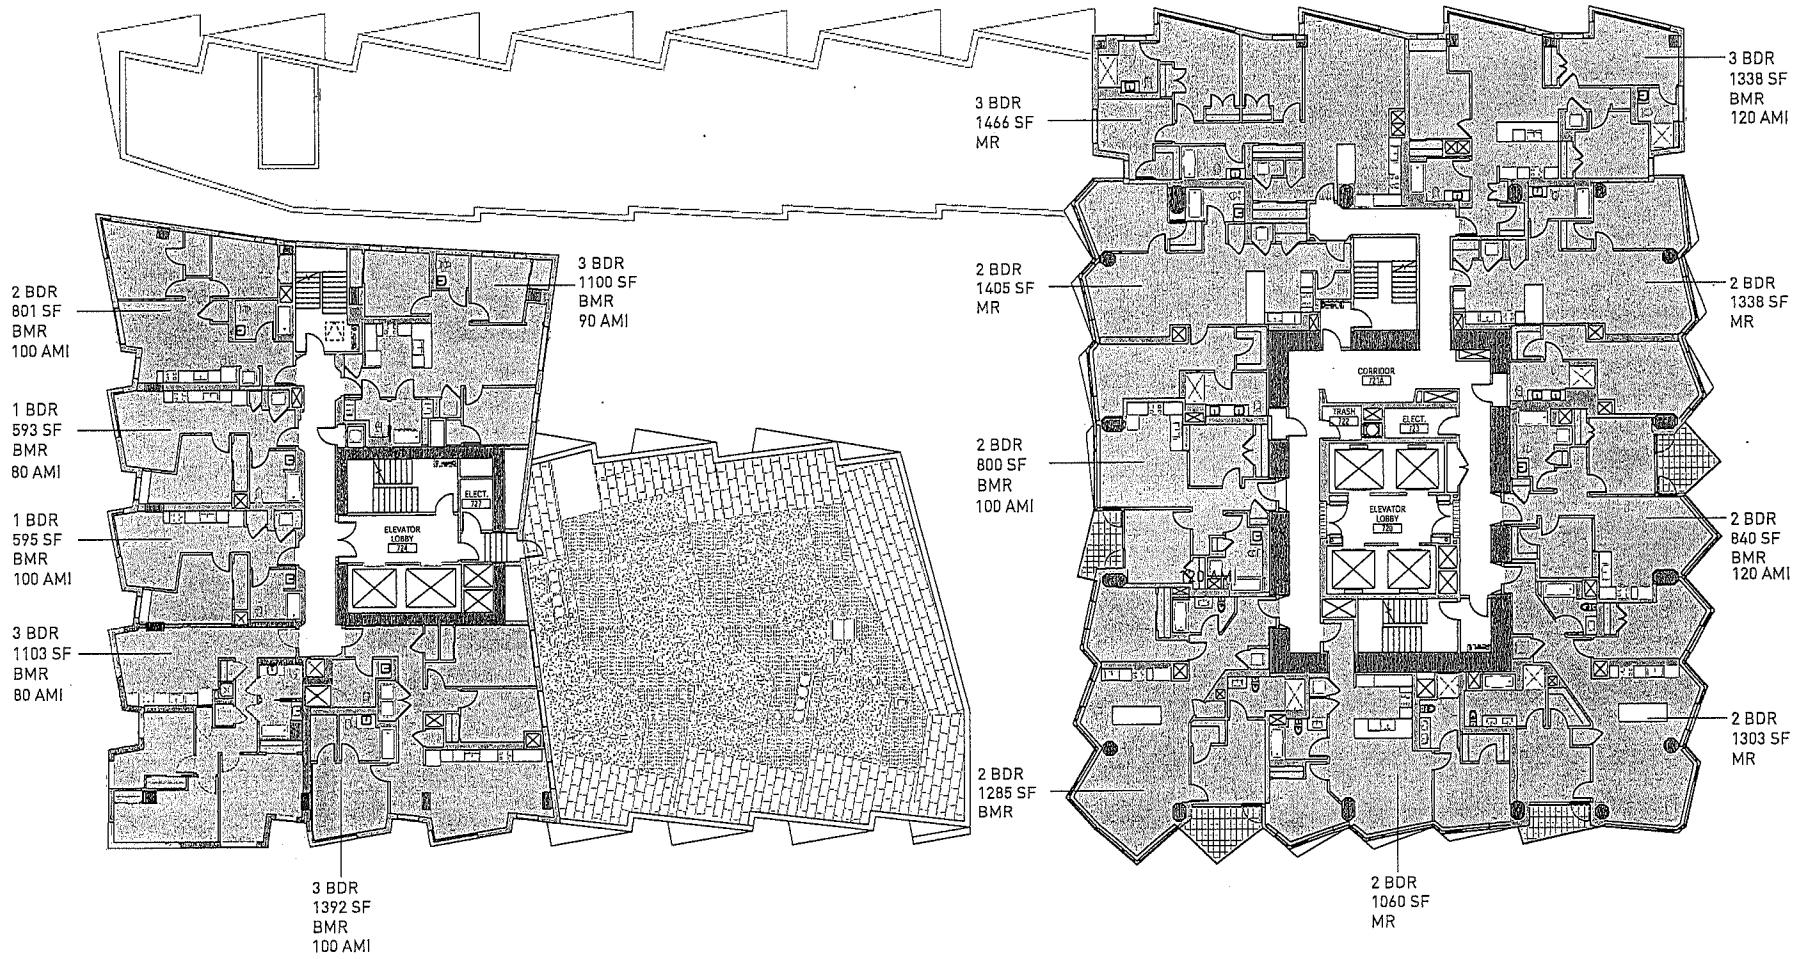 3 BDR
1466 SF
MR
3 BDR
1338 SF
BMR
120 AMI
2 BDR
801 SF
BMR
100 AMI
3 BDR
1100 SF
BMR
90 AMI
2 BDR
1405 SF
MR
2 BDR
1338 SF
MR
1 BDR
593 SF
BMR
80 AMI
CORRIDOR
721A
TRASH
722
ELECT.
723
2 BDR
800 SF
BMR
100 AMI
ELECT.
727
ELEVATOR
LOBBY
724
ELEVATOR
LOBBY
720
1 BDR
595 SF
BMR
100 AMI
2 BDR
840 SF
BMR
120 AMI
3 BDR
1103 SF
BMR
80 AMI
2 BDR
1285 SF
BMR
2 BDR
1303 SF
MR
3 BDR
1392 SF
BMR
100 AMI
2 BDR
1060 SF
MR